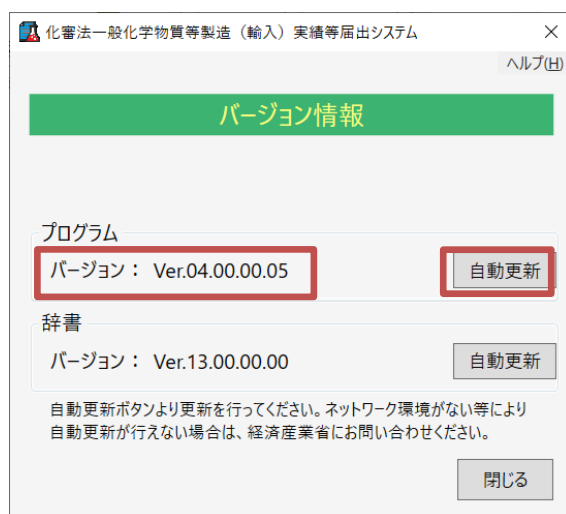 化審法一般化学物質等製造（輸入）実績等届出システム
ヘルプ(H)
バージョン情報
プログラム
バージョン： Ver.04.00.00.05 自動更新
辞書
バージョン： Ver.13.00.00.00 自動更新
自動更新ボタンより更新を行ってください。ネットワーク環境がない等により
自動更新が行えない場合は、経済産業省にお問い合わせください。
閉じる